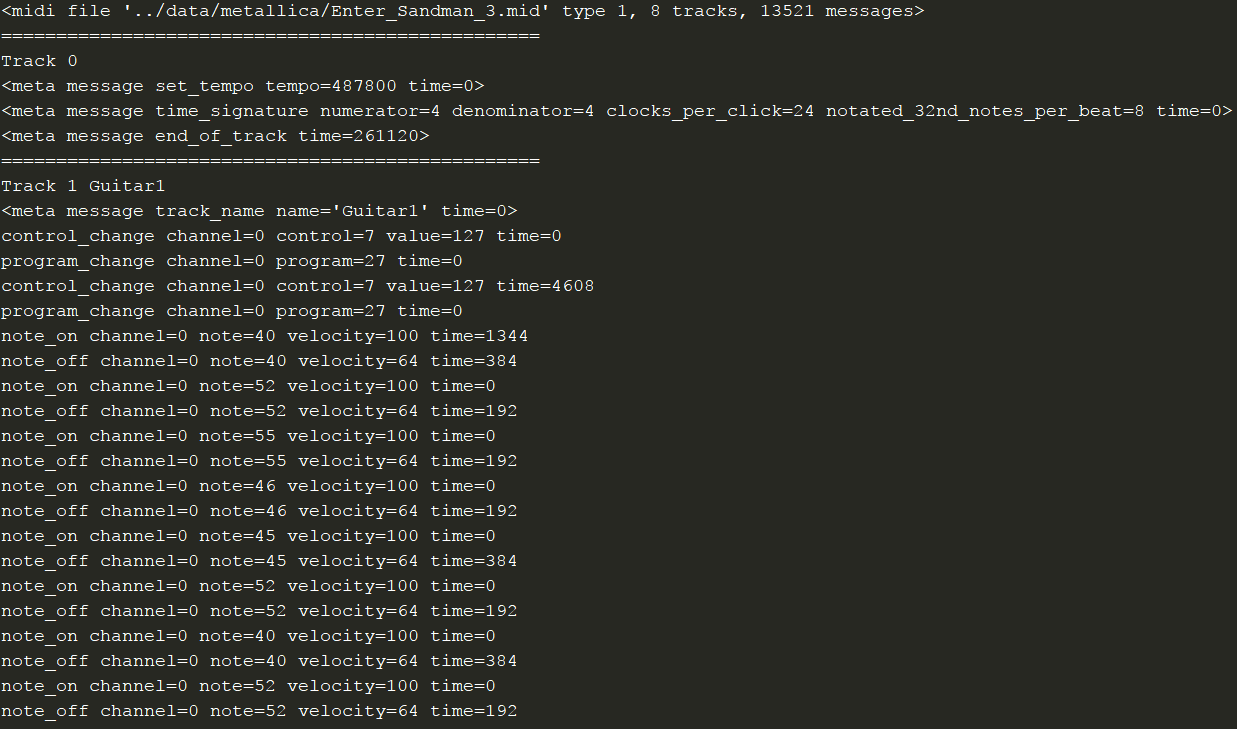 <midi file '../data/metallica/Enter_Sandman_3.mid' type 1, 8 tracks, 13521 messages>
=================================================
Track 0
<meta message set_tempo tempo=487800 time=0>
<meta message time_signature numerator=4 denominator=4 clocks_per_click=24 notated_32nd_notes_per_beat=8 time=0>
<meta message end_of_track time=261120>
=================================================
Track 1 Guitar1
<meta message track_name name='Guitar1' time=0>
control_change channel=0 control=7 value=127 time=0
program_change channel=0 program=27 time=0
control_change channel=0 control=7 value=127 time=4608
program_change channel=0 program=27 time=0
note_on channel=0 note=40 velocity=100 time=1344
note_off channel=0 note=40 velocity=64 time=384
note_on channel=0 note=52 velocity=100 time=0
note_off channel=0 note=52 velocity=64 time=192
note_on channel=0 note=55 velocity=100 time=0
note_off channel=0 note=55 velocity=64 time=192
note_on channel=0 note=46 velocity=100 time=0
note_off channel=0 note=46 velocity=64 time=192
note_on channel=0 note=45 velocity=100 time=0
note_off channel=0 note=45 velocity=64 time=384
note_on channel=0 note=52 velocity=100 time=0
note_off channel=0 note=52 velocity=64 time=192
note_on channel=0 note=40 velocity=100 time=0
note_off channel=0 note=40 velocity=64 time=384
note_on channel=0 note=52 velocity=100 time=0
note_off channel=0 note=52 velocity=64 time=192